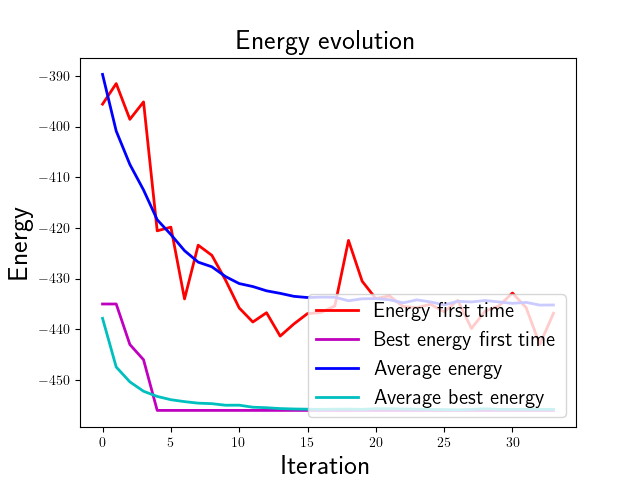 Energy evolution
−390
−400
−410
−420
−430
−440
−450
Energy
0 5 10 15 20 25 30
Iteration
Energy first time
Best energy first time
Average energy
Average best energy